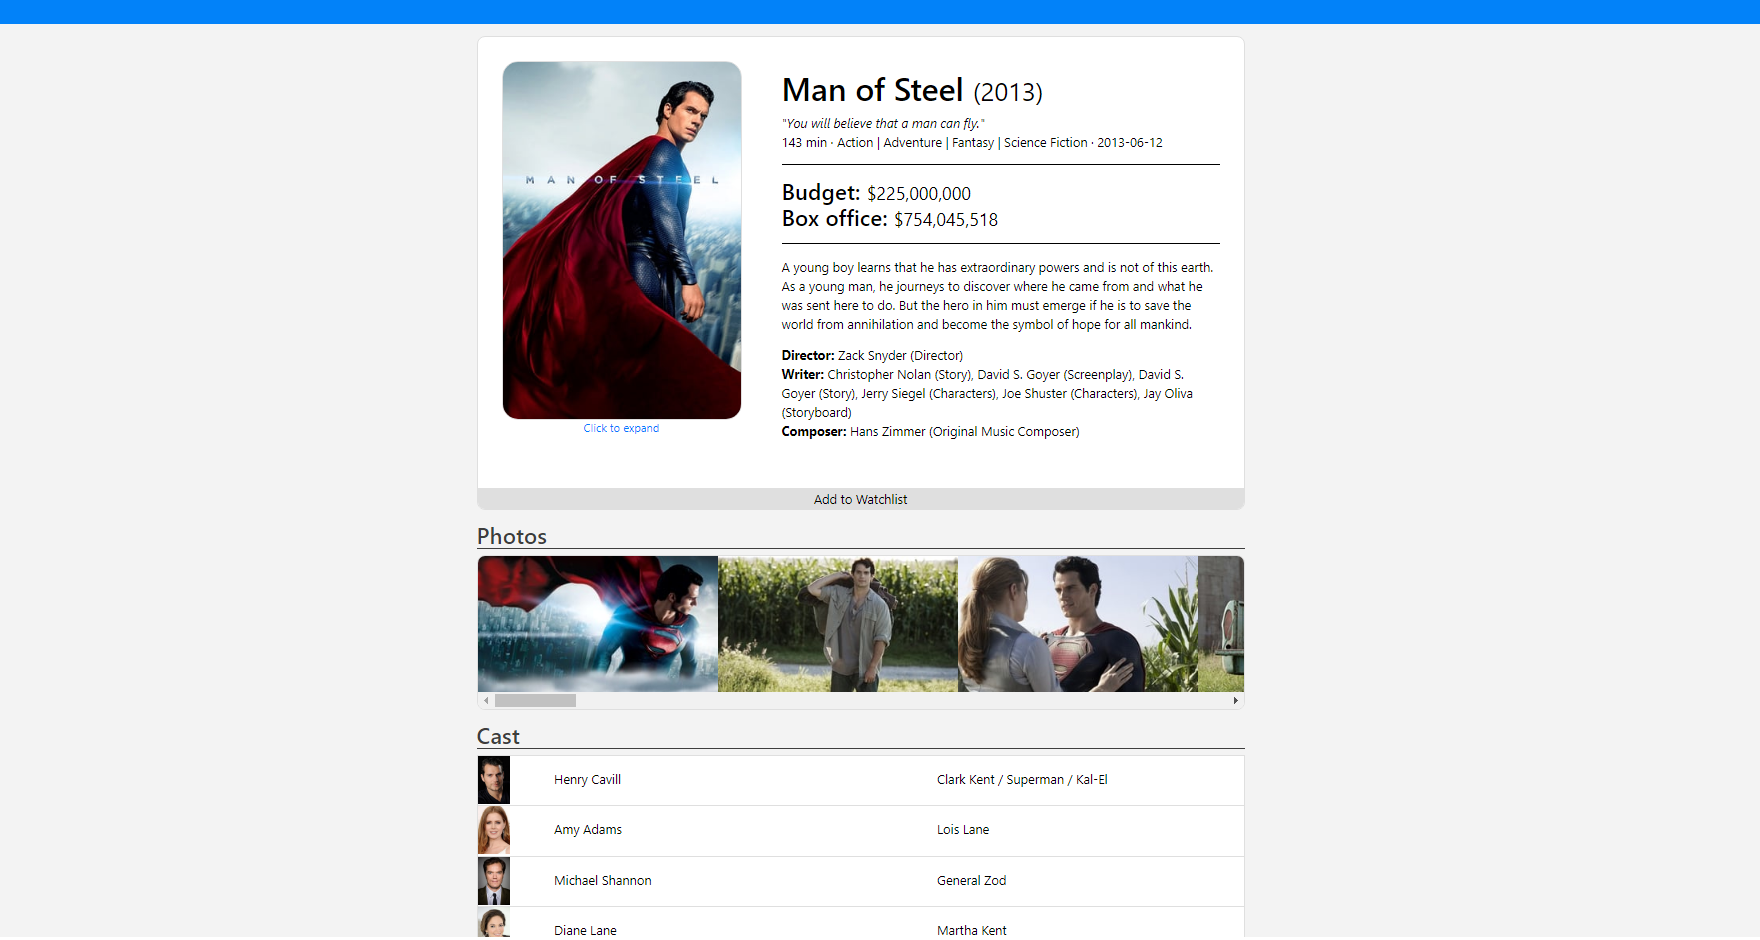 MAN OF STEEL
Click to expand
Man of Steel (2013)
"You will believe that a man can fly."
143 min · Action | Adventure | Fantasy | Science Fiction · 2013-06-12
Budget: $225,000,000
Box office: $754,045,518
A young boy learns that he has extraordinary powers and is not of this earth.
As a young man, he journeys to discover where he came from and what he
was sent here to do. But the hero in him must emerge if he is to save the
world from annihilation and become the symbol of hope for all mankind.
Director: Zack Snyder (Director)
Writer: Christopher Nolan (Story), David S. Goyer (Screenplay), David S.
Goyer (Story), Jerry Siegel (Characters), Joe Shuster (Characters), Jay Oliva
(Storyboard)
Composer: Hans Zimmer (Original Music Composer)
Add to Watchlist
Photos
Cast
Henry Cavill Clark Kent / Superman / Kal-El
Amy Adams Lois Lane
Michael Shannon General Zod
Diane Lane Martha Kent